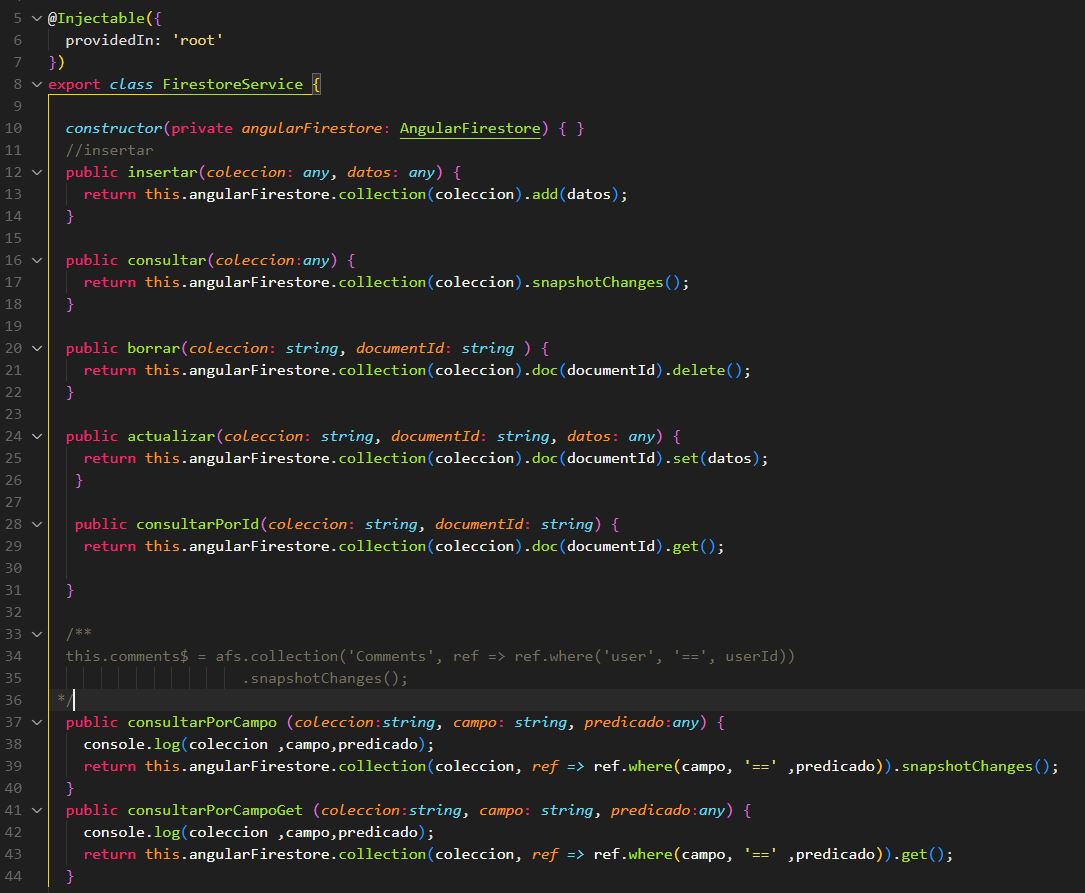 5 @Injectable({
6 providedIn: 'root'
7 })
8 export class FirestoreService {
9
10 constructor(private angularFirestore: AngularFirestore) { }
11 //insertar
12 public insertar(coleccion: any, datos: any) {
13 return this.angularFirestore.collection(coleccion).add(datos);
14 }
15
16 public consultar(coleccion:any) {
17 return this.angularFirestore.collection(coleccion).snapshotChanges();
18 }
19
20 public borrar(coleccion: string, documentId: string ) {
21 return this.angularFirestore.collection(coleccion).doc(documentId).delete();
22 }
23
24 public actualizar(coleccion: string, documentId: string, datos: any) {
25 return this.angularFirestore.collection(coleccion).doc(documentId).set(datos);
26 }
27
28 public consultarPorId(coleccion: string, documentId: string) {
29 return this.angularFirestore.collection(coleccion).doc(documentId).get();
30
31 }
32
33 /**
34 this.comments$ = afs.collection('Comments', ref => ref.where('user', '==', userId))
35 .snapshotChanges();
36 */
37 public consultarPorCampo (coleccion:string, campo: string, predicado:any) {
38 console.log(coleccion ,campo,predicado);
39 return this.angularFirestore.collection(coleccion, ref => ref.where(campo, '==' ,predicado)).snapshotChanges();
40 }
41 public consultarPorCampoGet (coleccion:string, campo: string, predicado:any) {
42 console.log(coleccion ,campo,predicado);
43 return this.angularFirestore.collection(coleccion, ref => ref.where(campo, '==' ,predicado)).get();
44 }